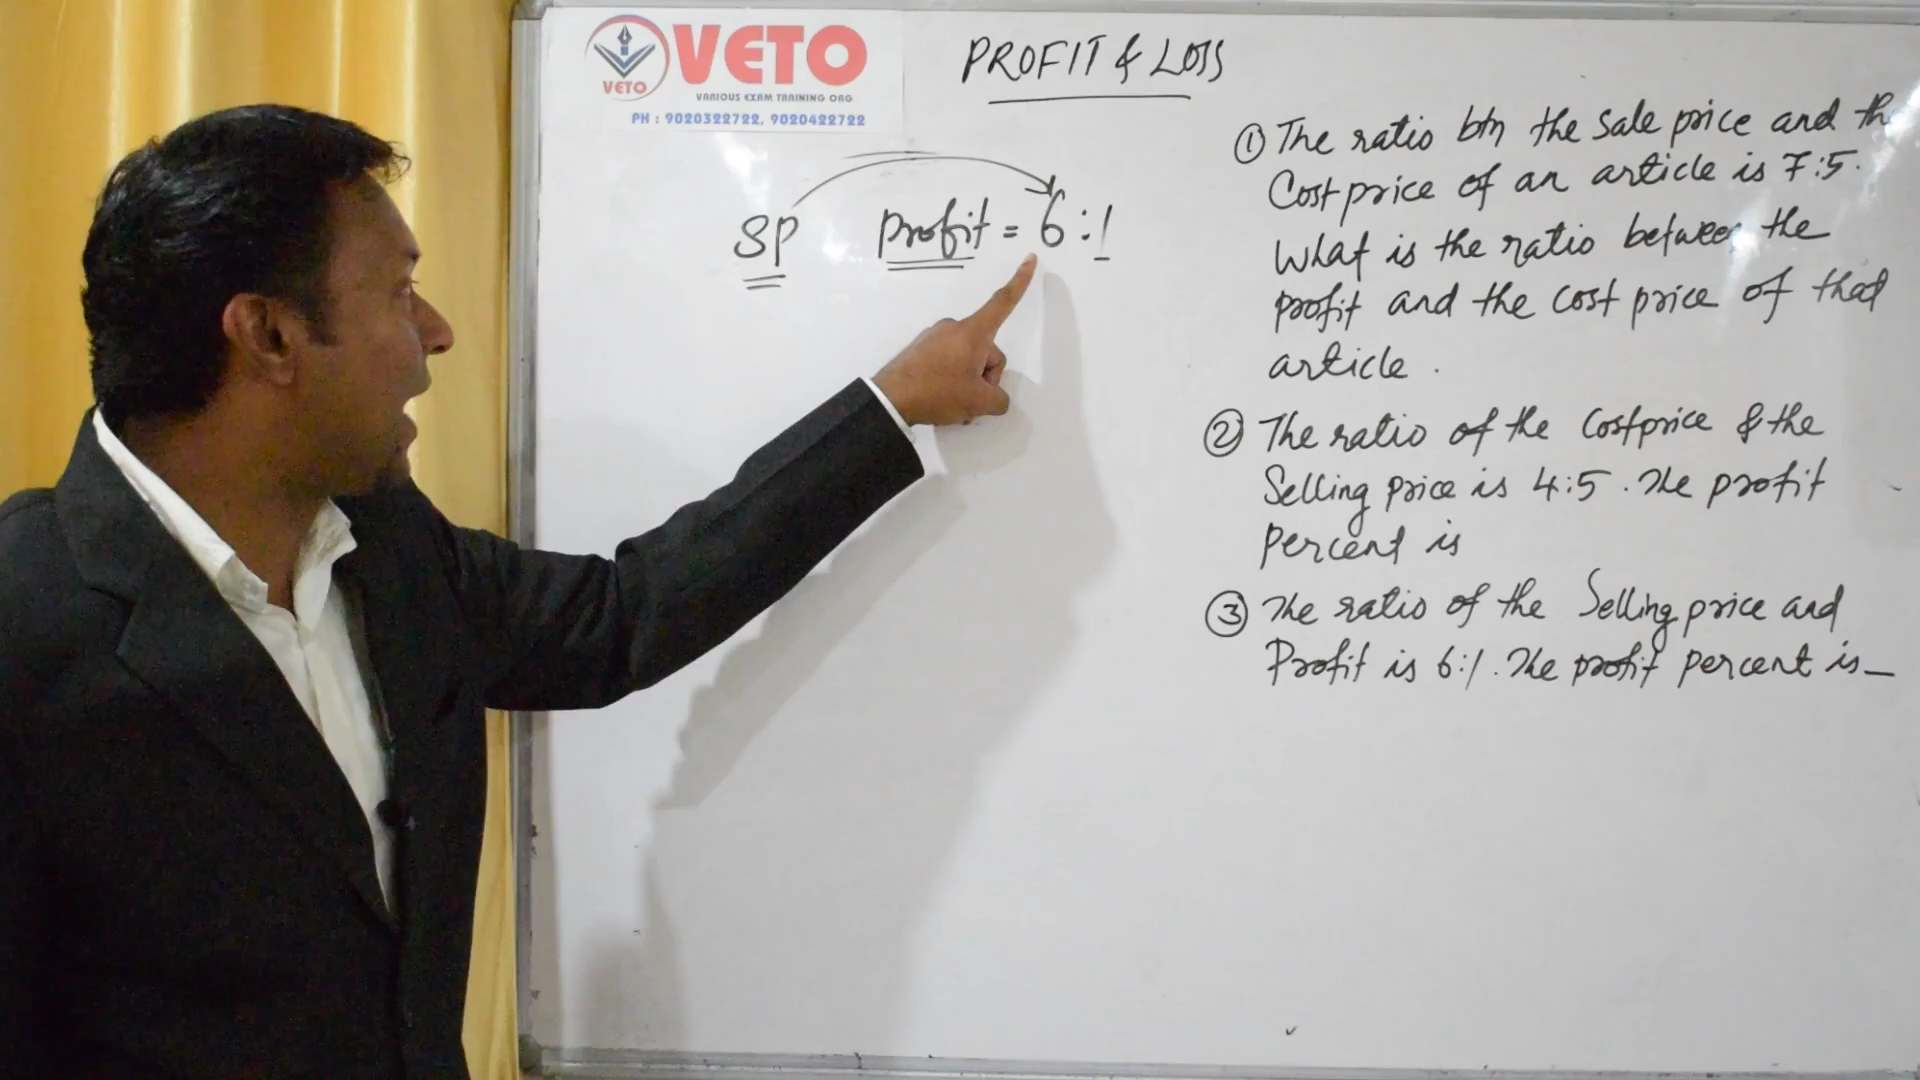 VETO
VETO
VARIOUS EXAM TRAINING ORG
PH : 9020322722, 9020422722
PROFIT & LOSS
SP profit = 6:1
① The ratio btn the sale price and th
Cost price of an article is 7:5.
What is the ratio between the
profit and the cost price of that
article.
② The ratio of the Costprice & the
Selling price is 4:5. The profit
Percent is
③ The ratio of the Selling price and
Profit is 6:1. The profit percent is_